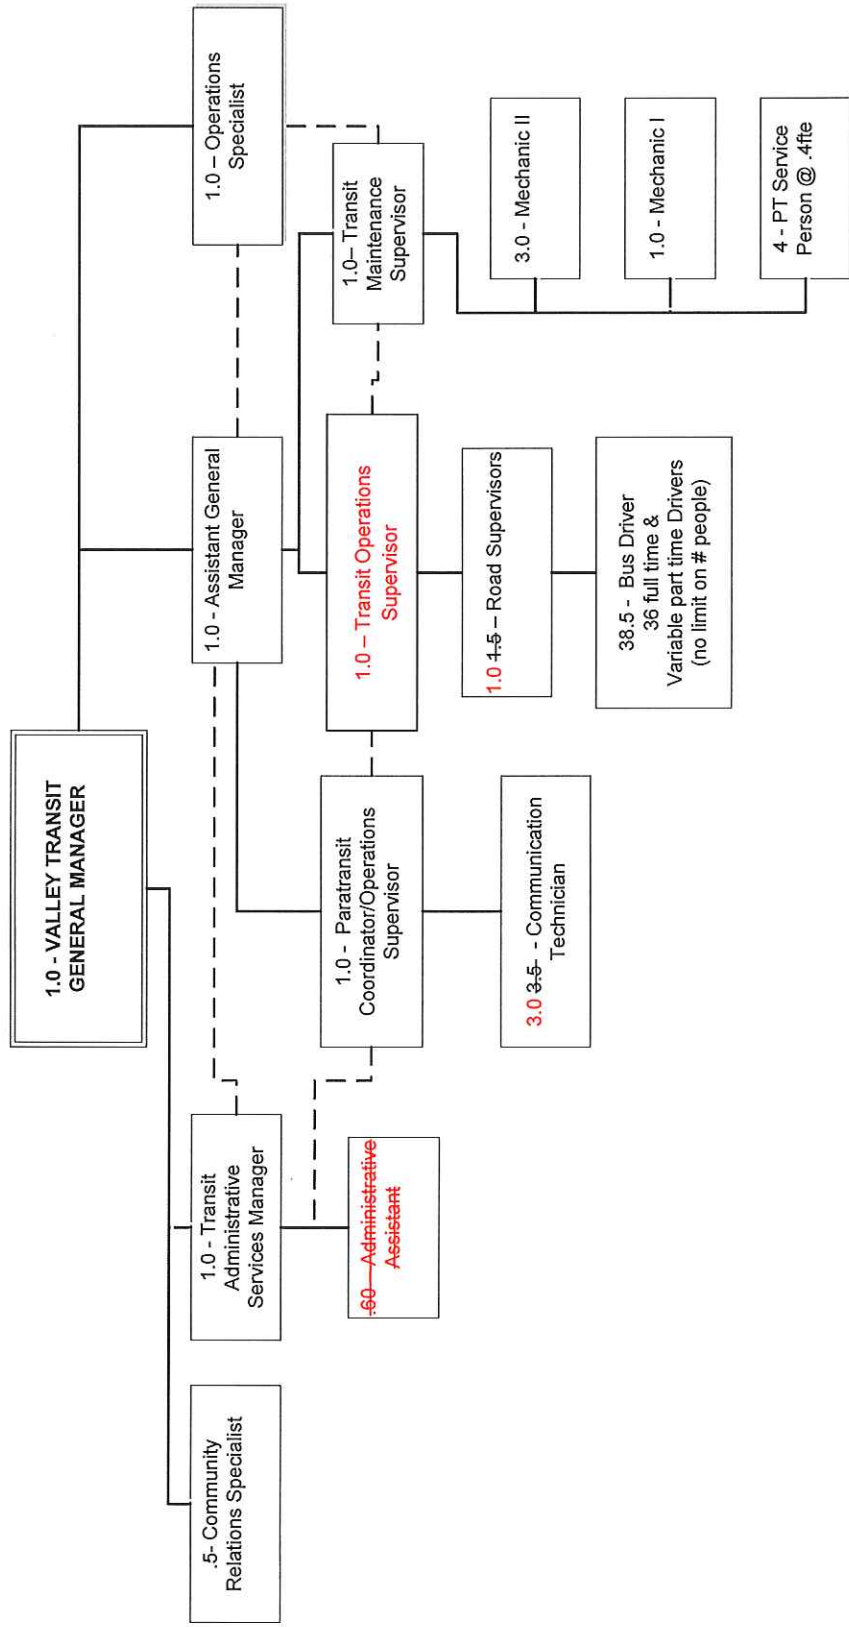 1.0 - VALLEY TRANSIT
GENERAL MANAGER
.5- Community
Relations Specialist
1.0 - Transit
Administrative
Services Manager
1.0 - Assistant General
Manager
1.0 – Operations
Specialist
.60 – Administrative
Assistant
1.0 - Paratransit
Coordinator/Operations
Supervisor
1.0 – Transit Operations
Supervisor
1.0– Transit
Maintenance
Supervisor
3.0 3.5 - Communication
Technician
1.0 1.5 – Road Supervisors
38.5 - Bus Driver
36 full time &
Variable part time Drivers
(no limit on # people)
3.0 - Mechanic II
1.0 - Mechanic I
4 - PT Service
Person @ .4fte